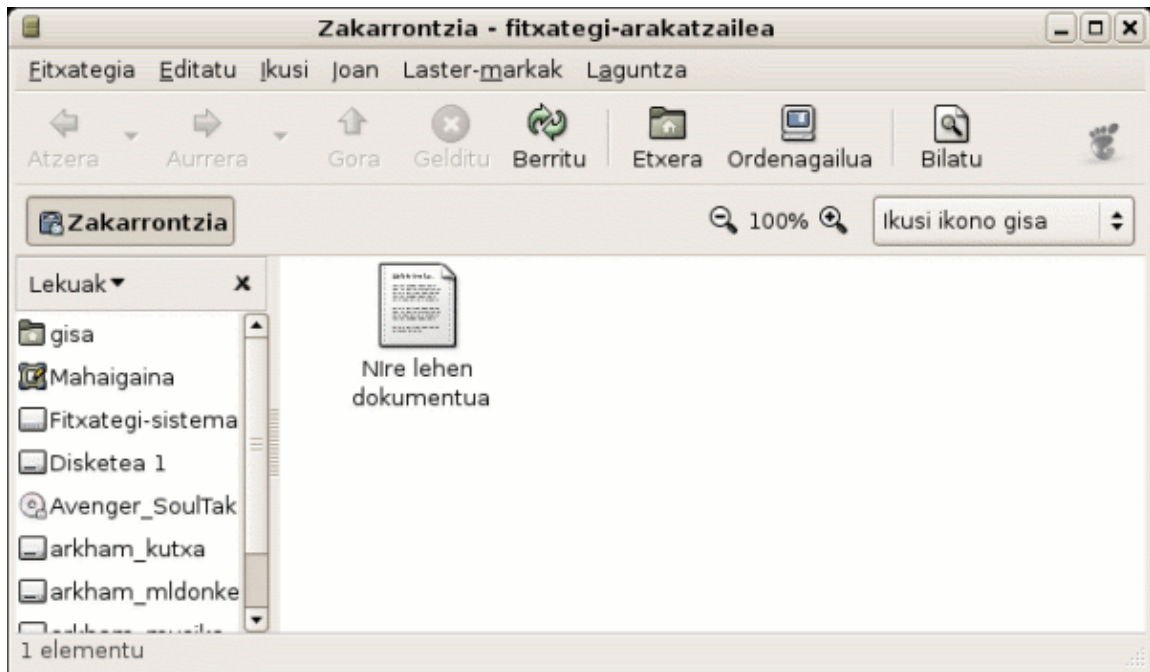 Zakarrontzia - fitxategi-arakatzailea
Fitxategia Editatu Ikusi Joan Laster-markak Laguntza
Atzera Aurrera Gora Gelditu Berritu Etxera Ordenagailua Bilatu
Zakarrontzia 100% Ikusi ikono gisa
Lekuak
gisa
Mahaigaina
Fitxategi-sistema
Disketea 1
Avenger_SoulTak
arkham_kutxa
arkham_mldonke
NIre lehen
dokumentua
1 elementu